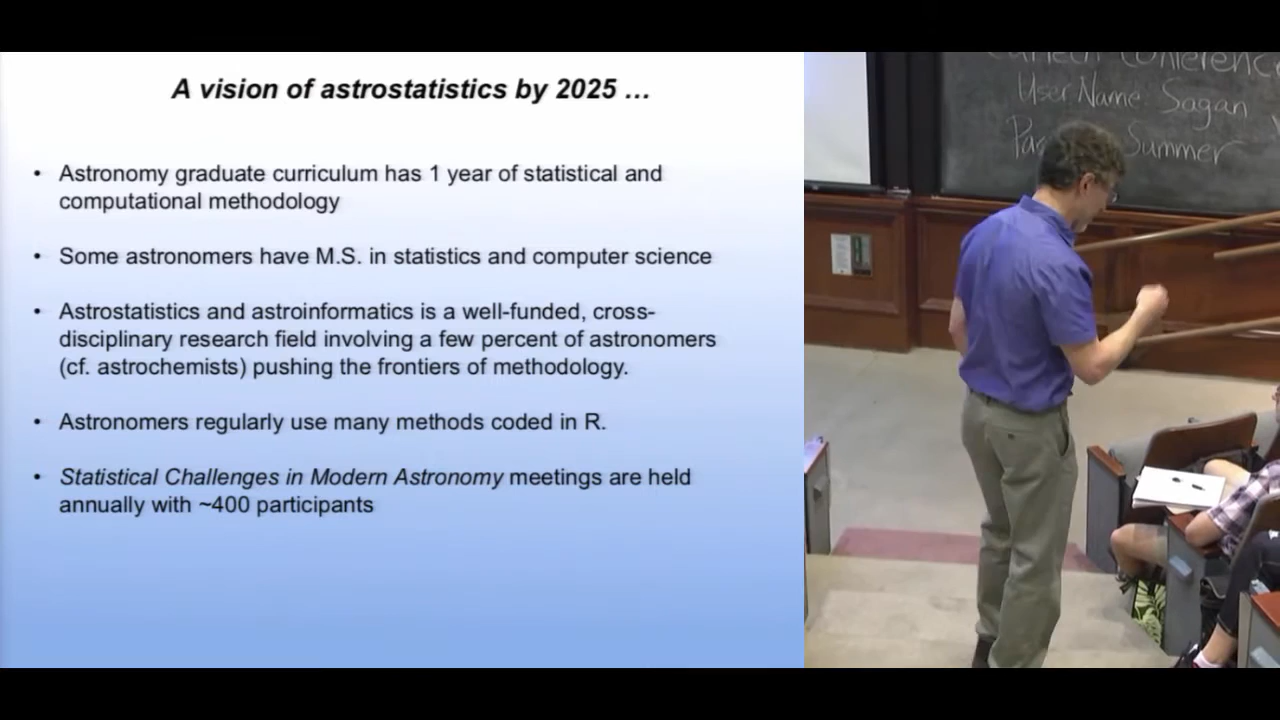 A vision of astrostatistics by 2025 …
• Astronomy graduate curriculum has 1 year of statistical and
computational methodology
• Some astronomers have M.S. in statistics and computer science
• Astrostatistics and astroinformatics is a well-funded, cross-
disciplinary research field involving a few percent of astronomers
(cf. astrochemists) pushing the frontiers of methodology.
• Astronomers regularly use many methods coded in R.
• Statistical Challenges in Modern Astronomy meetings are held
annually with ~400 participants
Conference
User Name Sagan
Summer